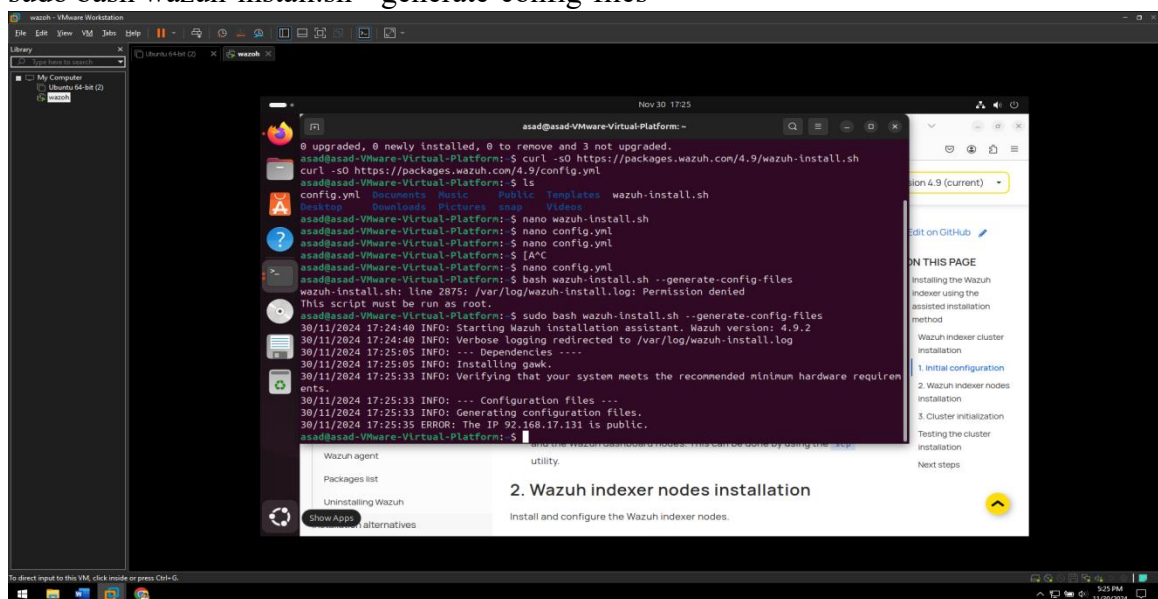 sudo bash wazuh-install.sh --generate-config-files
wazoh - VMware Workstation
File Edit View VM Tabs Help
Library
Type here to search
My Computer
Ubuntu 64-bit (2)
wazoh
Ubuntu 64-bit (2)
wazoh
Nov 30 17:25
asad@asad-VMware-Virtual-Platform: ~
0 upgraded, 0 newly installed, 0 to remove and 3 not upgraded.
asad@asad-VMware-Virtual-Platform:~$ curl -sO https://packages.wazuh.com/4.9/wazuh-install.sh
curl -sO https://packages.wazuh.com/4.9/config.yml
asad@asad-VMware-Virtual-Platform:~$ ls
config.yml Documents Music Public Templates wazuh-install.sh
Desktop Downloads Pictures snap Videos
asad@asad-VMware-Virtual-Platform:~$ nano wazuh-install.sh
asad@asad-VMware-Virtual-Platform:~$ nano config.yml
asad@asad-VMware-Virtual-Platform:~$ nano config.yml
asad@asad-VMware-Virtual-Platform:~$ [A^C
asad@asad-VMware-Virtual-Platform:~$ nano config.yml
asad@asad-VMware-Virtual-Platform:~$ bash wazuh-install.sh --generate-config-files
wazuh-install.sh: line 2875: /var/log/wazuh-install.log: Permission denied
This script must be run as root.
asad@asad-VMware-Virtual-Platform:~$ sudo bash wazuh-install.sh --generate-config-files
30/11/2024 17:24:40 INFO: Starting Wazuh installation assistant. Wazuh version: 4.9.2
30/11/2024 17:24:40 INFO: Verbose logging redirected to /var/log/wazuh-install.log
30/11/2024 17:25:05 INFO: --- Dependencies ----
30/11/2024 17:25:05 INFO: Installing gawk.
30/11/2024 17:25:33 INFO: Verifying that your system meets the recommended minimum hardware requirem
ents.
30/11/2024 17:25:33 INFO: --- Configuration files ---
30/11/2024 17:25:33 INFO: Generating configuration files.
30/11/2024 17:25:35 ERROR: The IP 92.168.17.131 is public.
asad@asad-VMware-Virtual-Platform:~$
sion 4.9 (current)
Edit on GitHub
ON THIS PAGE
Installing the Wazuh
indexer using the
assisted installation
method
Wazuh indexer cluster
installation
1. Initial configuration
2. Wazuh indexer nodes
installation
3. Cluster initialization
Testing the cluster
installation
Next steps
and the Wazuh dashboard nodes. This can be done by using the scp
utility.
Wazuh agent
Packages list
Uninstalling Wazuh
alternatives
Show Apps
2. Wazuh indexer nodes installation
Install and configure the Wazuh indexer nodes.
To direct input to this VM, click inside or press Ctrl+G.
5:25 PM
11/30/2024